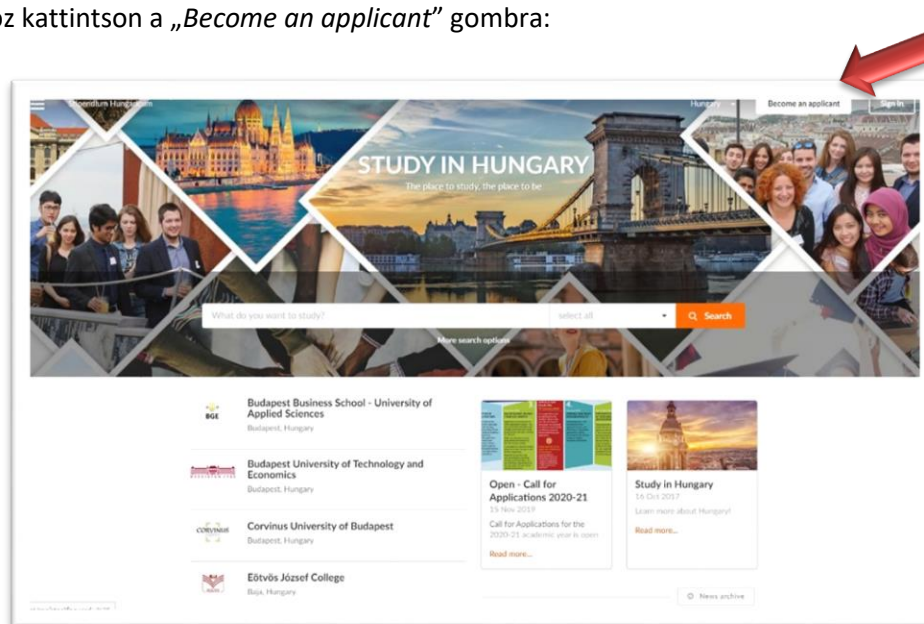 oz kattintson a „Become an applicant” gombra:
Stipendium Hungaricum
Hungary
Become an applicant
Sign In
STUDY IN HUNGARY
The place to study, the place to be
What do you want to study?
select all
Search
More search options
BGE
Budapest Business School - University of
Applied Sciences
Budapest, Hungary
Budapest University of Technology and
Economics
Budapest, Hungary
CORVINUS
Corvinus University of Budapest
Budapest, Hungary
Eötvös József College
Baja, Hungary
Open - Call for
Applications 2020-21
15 Nov 2019
Call for Applications for the
2020-21 academic year is open
Read more...
Study in Hungary
16 Oct 2017
Learn more about Hungary!
Read more...
News archive